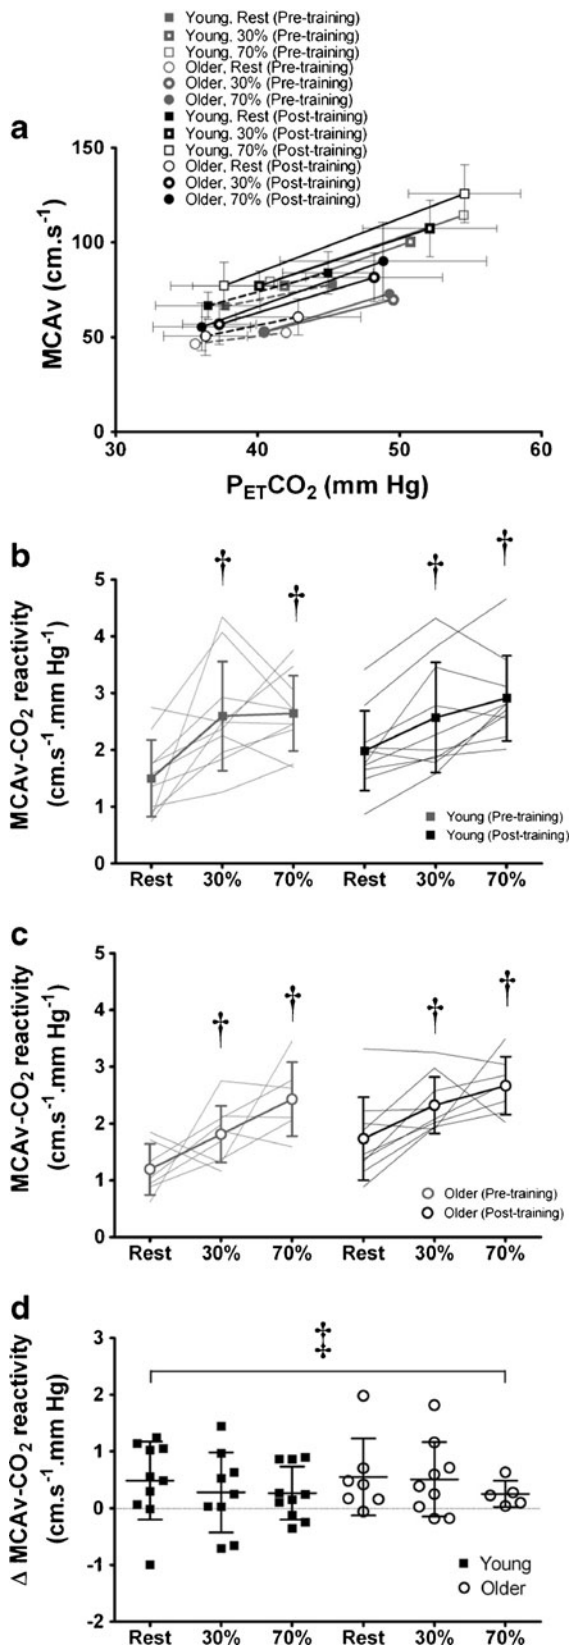 Young, Rest (Pre-training)
Young, 30% (Pre-training)
Young, 70% (Pre-training)
Older, Rest (Pre-training)
Older, 30% (Pre-training)
Older, 70% (Pre-training)
Young, Rest (Post-training)
Young, 30% (Post-training)
Young, 70% (Post-training)
Older, Rest (Post-training)
Older, 30% (Post-training)
Older, 70% (Post-training)
a
150
100
50
0
MCAv (cm.s⁻¹)
30 40 50 60
P_ETCO₂ (mm Hg)
b
† † † †
5
4
3
2
1
0
MCAv-CO₂ reactivity
(cm.s⁻¹.mm Hg⁻¹)
Young (Pre-training)
Young (Post-training)
Rest 30% 70% Rest 30% 70%
c
† † † †
5
4
3
2
1
0
MCAv-CO₂ reactivity
(cm.s⁻¹.mm Hg⁻¹)
Older (Pre-training)
Older (Post-training)
Rest 30% 70% Rest 30% 70%
d
‡
3
2
1
0
-1
-2
Δ MCAv-CO₂ reactivity
(cm.s⁻¹.mm Hg)
Young
Older
Rest 30% 70% Rest 30% 70%